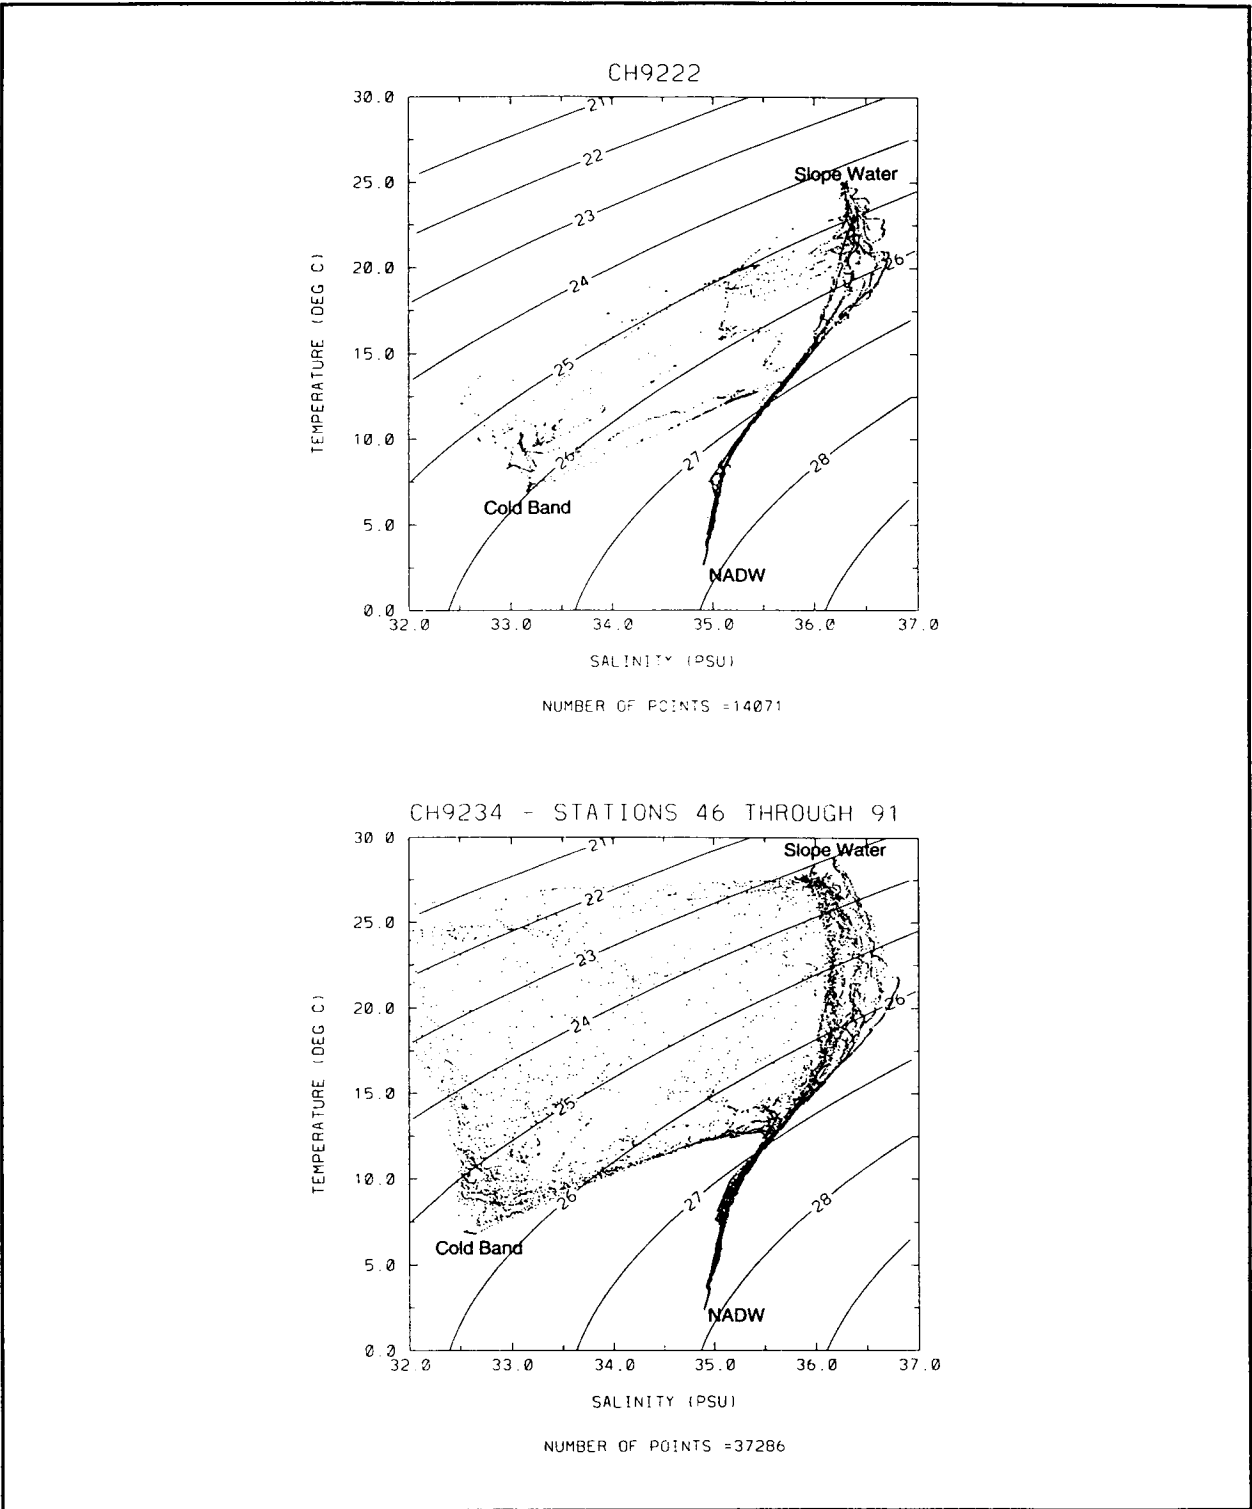 CH9222
30.0
25.0
20.0
15.0
10.0
5.0
0.0
TEMPERATURE (DEG C)
21
22
23
24
25
26
26
27
28
Slope Water
Cold Band
NADW
32.0 33.0 34.0 35.0 36.0 37.0
SALINITY (PSU)
NUMBER OF POINTS =14071
CH9234 - STATIONS 46 THROUGH 91
30.0
25.0
20.0
15.0
10.0
5.0
0.0
TEMPERATURE (DEG C)
21
22
23
24
25
26
26
27
28
Slope Water
Cold Band
NADW
32.0 33.0 34.0 35.0 36.0 37.0
SALINITY (PSU)
NUMBER OF POINTS =37286